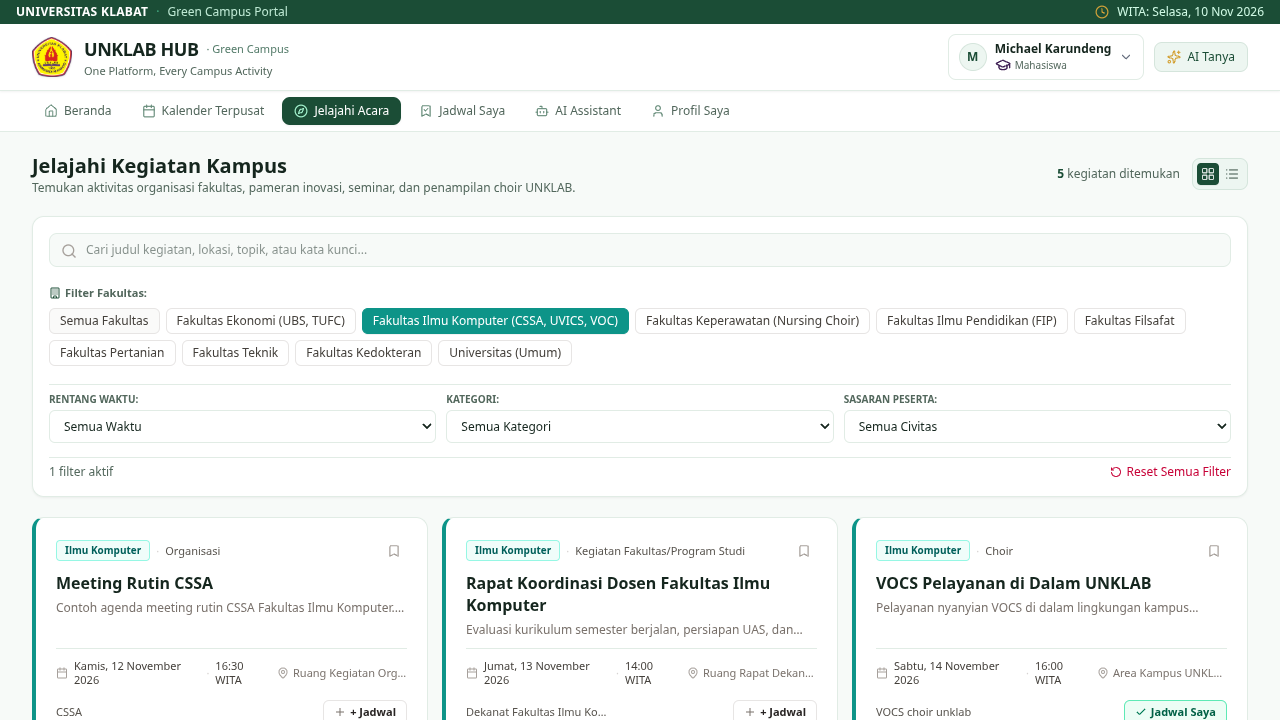 UNIVERSITAS KLABAT · Green Campus Portal
WITA: Selasa, 10 Nov 2026
UNKLAB HUB · Green Campus
One Platform, Every Campus Activity
M
Michael Karundeng
Mahasiswa
AI Tanya
Beranda
Kalender Terpusat
Jelajahi Acara
Jadwal Saya
AI Assistant
Profil Saya
Jelajahi Kegiatan Kampus
Temukan aktivitas organisasi fakultas, pameran inovasi, seminar, dan penampilan choir UNKLAB.
5 kegiatan ditemukan
Cari judul kegiatan, lokasi, topik, atau kata kunci...
Filter Fakultas:
Semua Fakultas
Fakultas Ekonomi (UBS, TUFC)
Fakultas Ilmu Komputer (CSSA, UVICS, VOC)
Fakultas Keperawatan (Nursing Choir)
Fakultas Ilmu Pendidikan (FIP)
Fakultas Filsafat
Fakultas Pertanian
Fakultas Teknik
Fakultas Kedokteran
Universitas (Umum)
RENTANG WAKTU:
Semua Waktu
KATEGORI:
Semua Kategori
SASARAN PESERTA:
Semua Civitas
1 filter aktif
Reset Semua Filter
Ilmu Komputer · Organisasi
Meeting Rutin CSSA
Contoh agenda meeting rutin CSSA Fakultas Ilmu Komputer....
Kamis, 12 November
2026
·
16:30
WITA
Ruang Kegiatan Org...
CSSA
+ Jadwal
Ilmu Komputer · Kegiatan Fakultas/Program Studi
Rapat Koordinasi Dosen Fakultas Ilmu
Komputer
Evaluasi kurikulum semester berjalan, persiapan UAS, dan...
Jumat, 13 November
2026
·
14:00
WITA
Ruang Rapat Dekan...
Dekanat Fakultas Ilmu Ko...
+ Jadwal
Ilmu Komputer · Choir
VOCS Pelayanan di Dalam UNKLAB
Pelayanan nyanyian VOCS di dalam lingkungan kampus...
Sabtu, 14 November
2026
·
16:00
WITA
Area Kampus UNKL...
VOCS choir unklab
Jadwal Saya